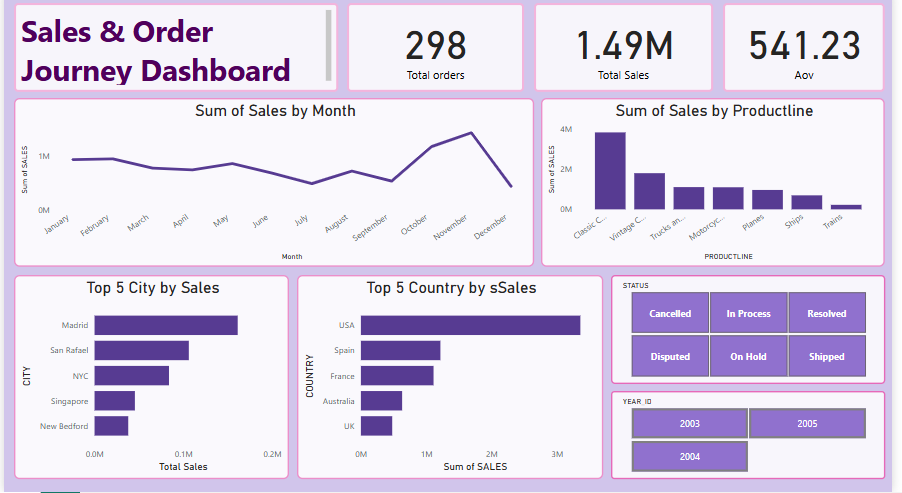 Sales & Order
Journey Dashboard
298
Total orders
1.49M
Total Sales
541.23
Aov
Sum of Sales by Month
Sum of SALES
1M
0M
January
February
March
April
May
June
July
August
September
October
November
December
Month
Sum of Sales by Productline
Sum of SALES
4M
2M
0M
Classic C...
Vintage C...
Trucks an...
Motorcyc...
Planes
Ships
Trains
PRODUCTLINE
Top 5 City by Sales
CITY
Madrid
San Rafael
NYC
Singapore
New Bedford
0.0M 0.1M 0.2M
Total Sales
Top 5 Country by sSales
COUNTRY
USA
Spain
France
Australia
UK
0M 1M 2M 3M
Sum of SALES
STATUS
Cancelled In Process Resolved
Disputed On Hold Shipped
YEAR_ID
2003 2005
2004